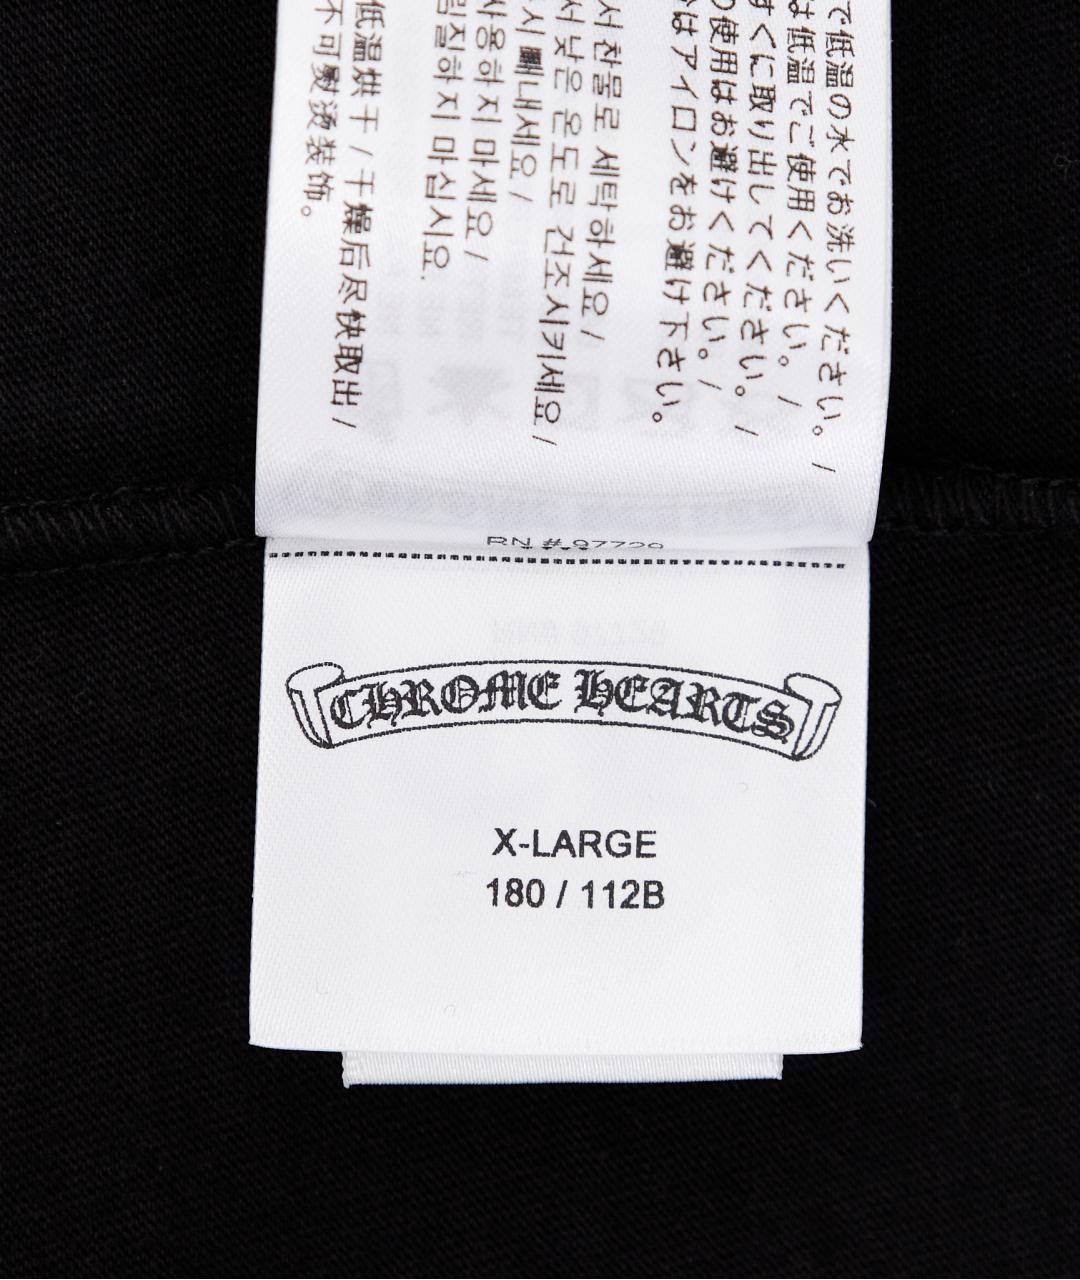 で低温の水でお洗いください。 /
は低温でご使用ください。 /
すぐに取り出してください。 /
の使用はお避けください。 /
はアイロンをお避け下さい。
서 찬물로 세탁하세요 /
서 낮은 온도로 건조시키세요 /
시 빼내세요 /
사용하지 마세요 /
림질하지 마십시요.
低温烘干 / 干燥后尽快取出 /
不可熨烫装饰。
RN # 97729
CHROME HEARTS
X-LARGE
180 / 112B